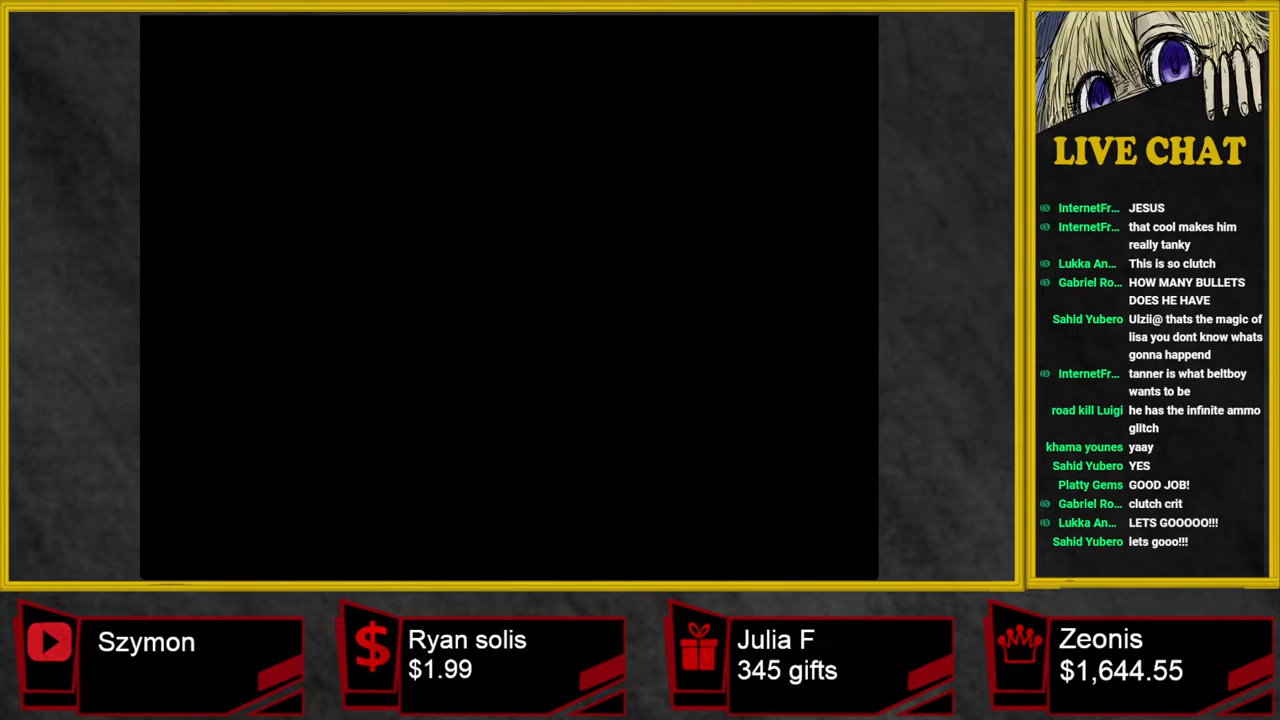 LIVE CHAT
InternetFr... JESUS
InternetFr... that cool makes him
really tanky
Lukka An... This is so clutch
Gabriel Ro... HOW MANY BULLETS
DOES HE HAVE
Sahid Yubero Ulzii@ thats the magic of
lisa you dont know whats
gonna happend
InternetFr... tanner is what beltboy
wants to be
road kill Luigi he has the infinite ammo
glitch
khama younes yaay
Sahid Yubero YES
Platty Gems GOOD JOB!
Gabriel Ro... clutch crit
Lukka An... LETS GOOOOO!!!
Sahid Yubero lets gooo!!!
Szymon
$ Ryan solis
$1.99
Julia F
345 gifts
Zeonis
$1,644.55